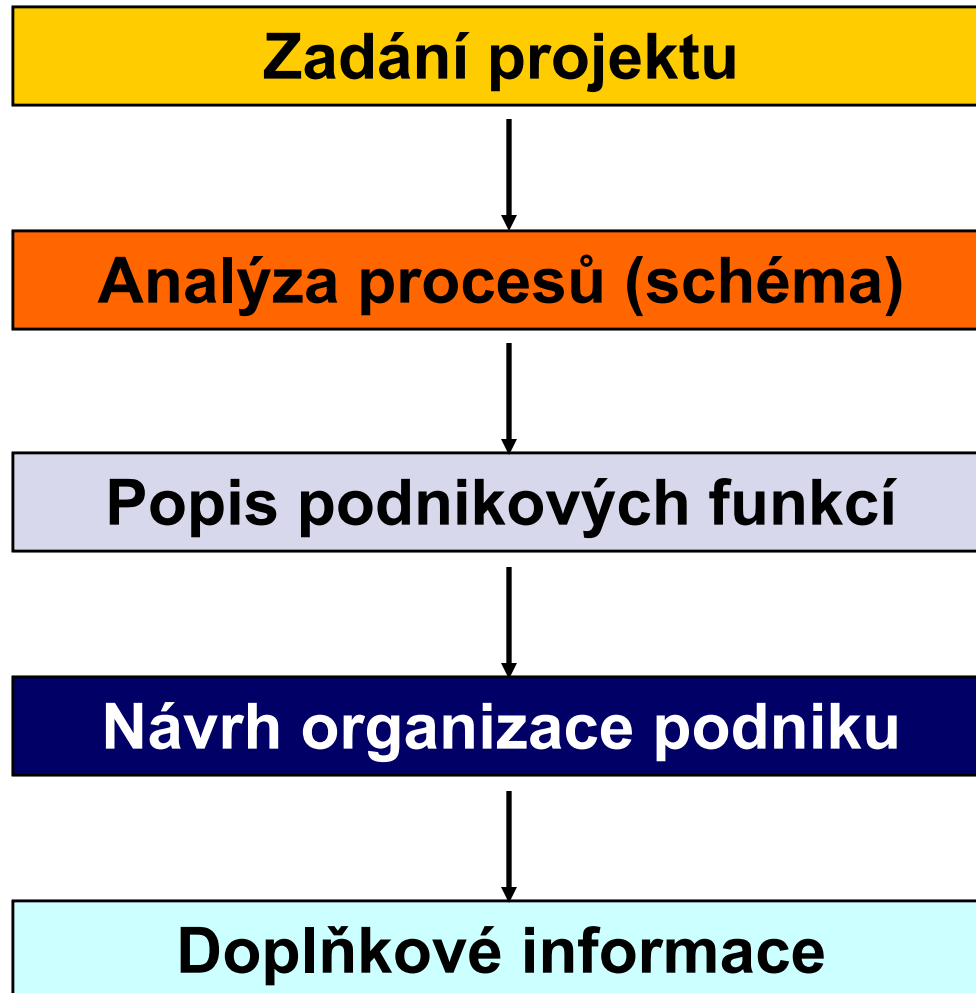 Zadání projektu
Analýza procesů (schéma)
Popis podnikových funkcí
Návrh organizace podniku
Doplňkové informace